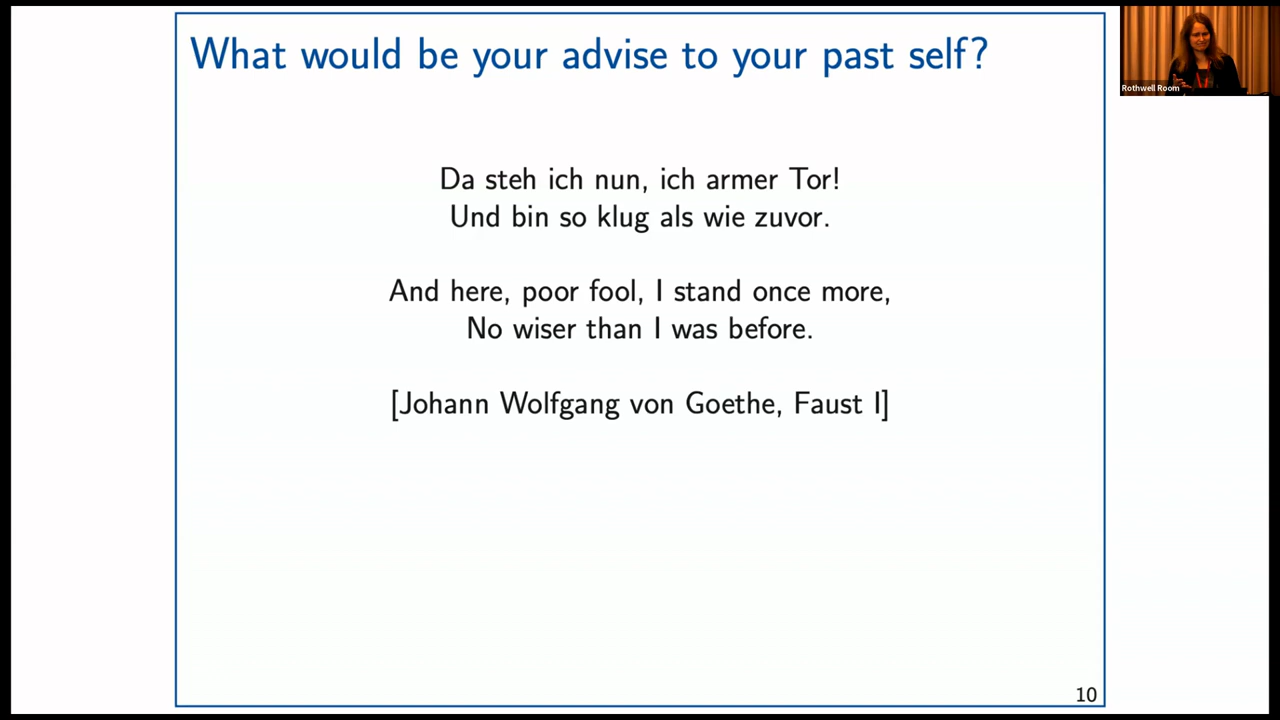 What would be your advise to your past self?
Rothwell Room
Da steh ich nun, ich armer Tor!
Und bin so klug als wie zuvor.
And here, poor fool, I stand once more,
No wiser than I was before.
[Johann Wolfgang von Goethe, Faust I]
10